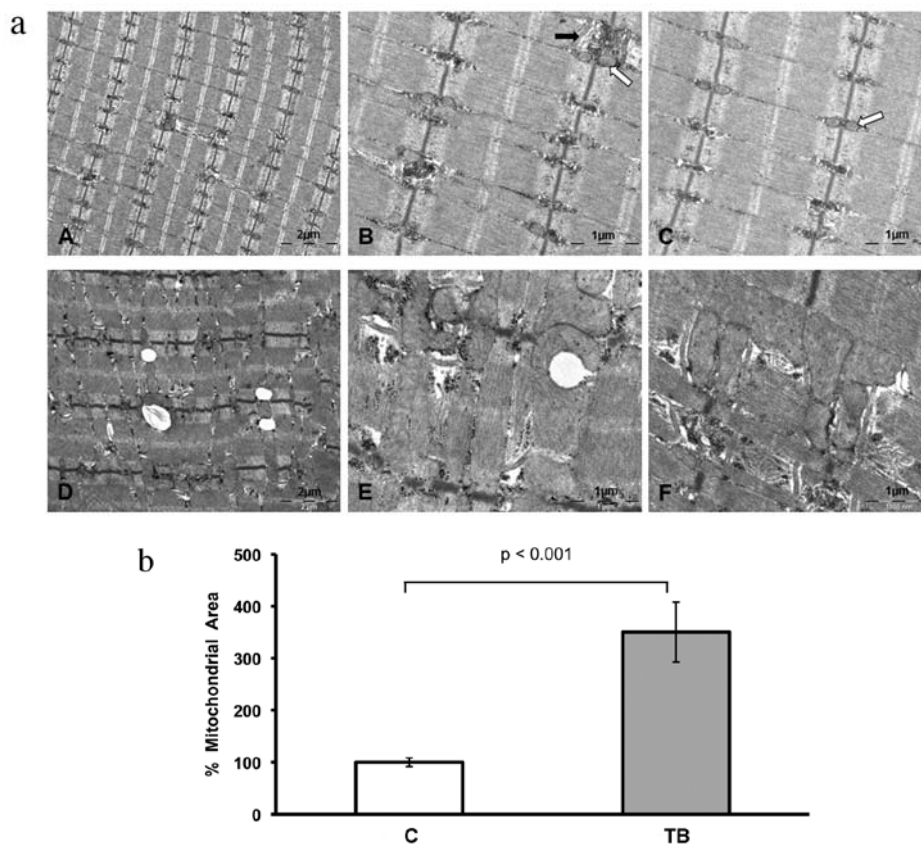 a
A 2μm
B 1μm
C 1μm
D 2μm
E 1μm
F 1μm
b
p < 0.001
500
400
300
200
100
0
% Mitochondrial Area
C TB